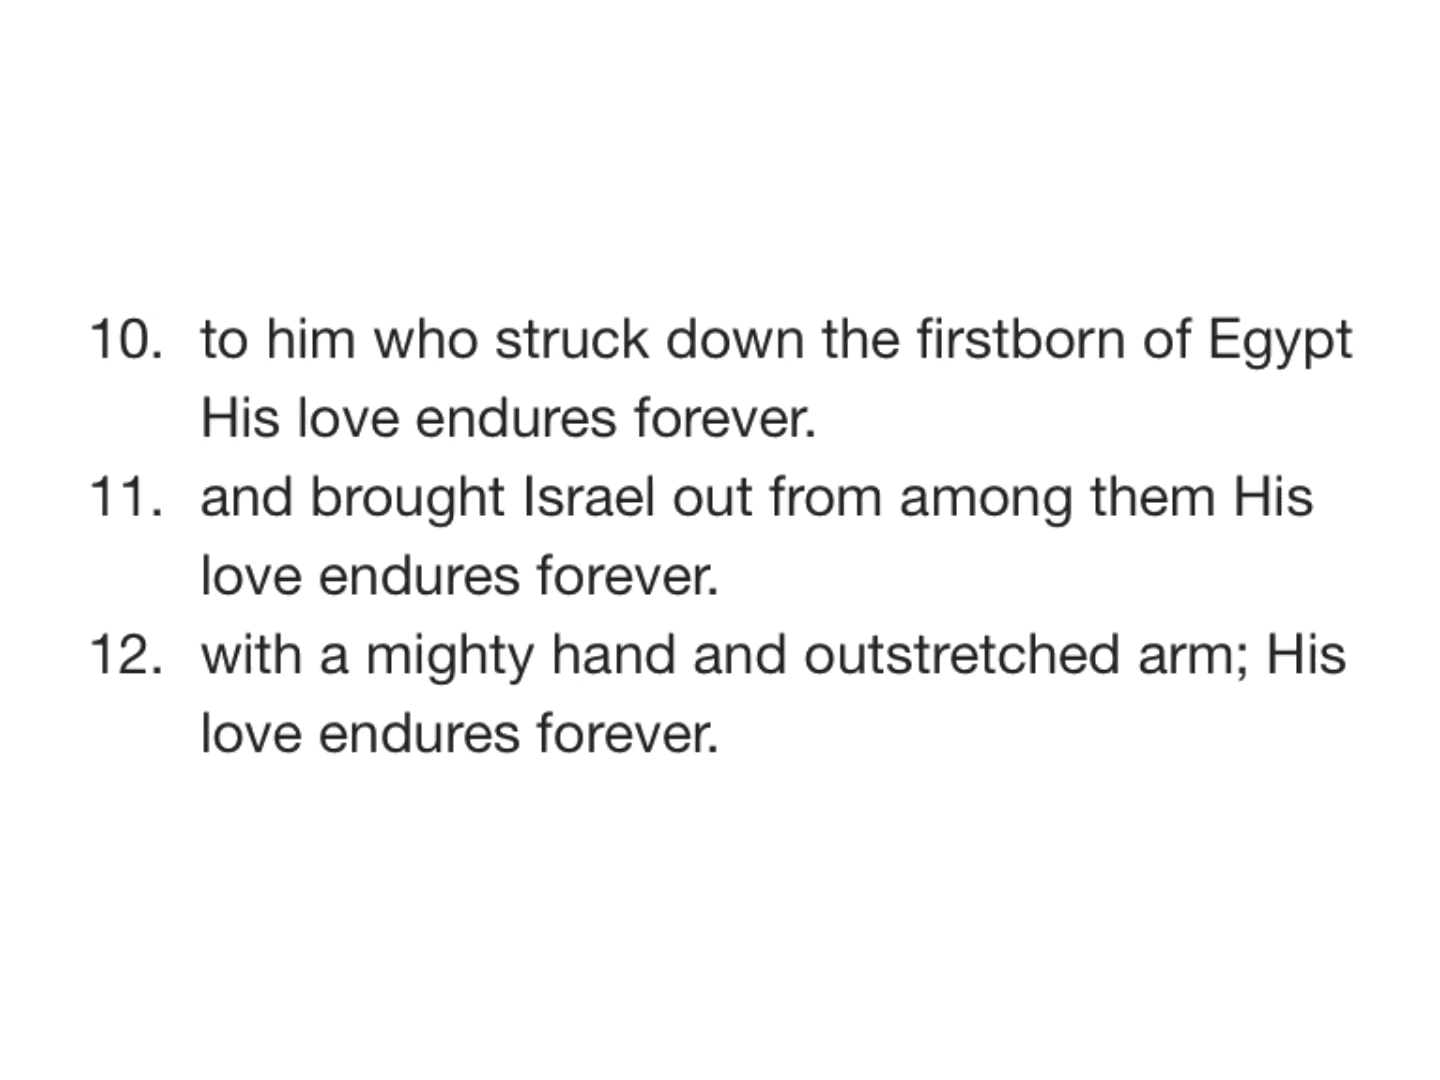 10. to him who struck down the firstborn of Egypt
His love endures forever.
11. and brought Israel out from among them His
love endures forever.
12. with a mighty hand and outstretched arm; His
love endures forever.